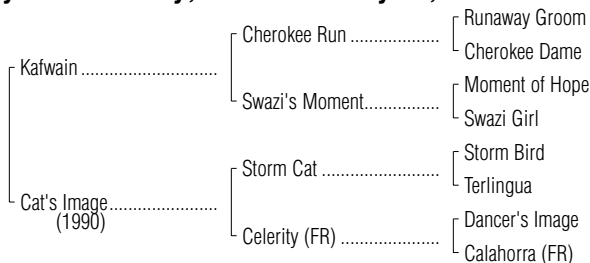 Runaway Groom
Cherokee Run ....................
Cherokee Dame
Kafwain ............................
Moment of Hope
Swazi's Moment................
Swazi Girl
Storm Bird
Storm Cat .........................
Terlingua
Cat's Image......................
(1990)
Dancer's Image
Celerity (FR) .....................
Calahorra (FR)